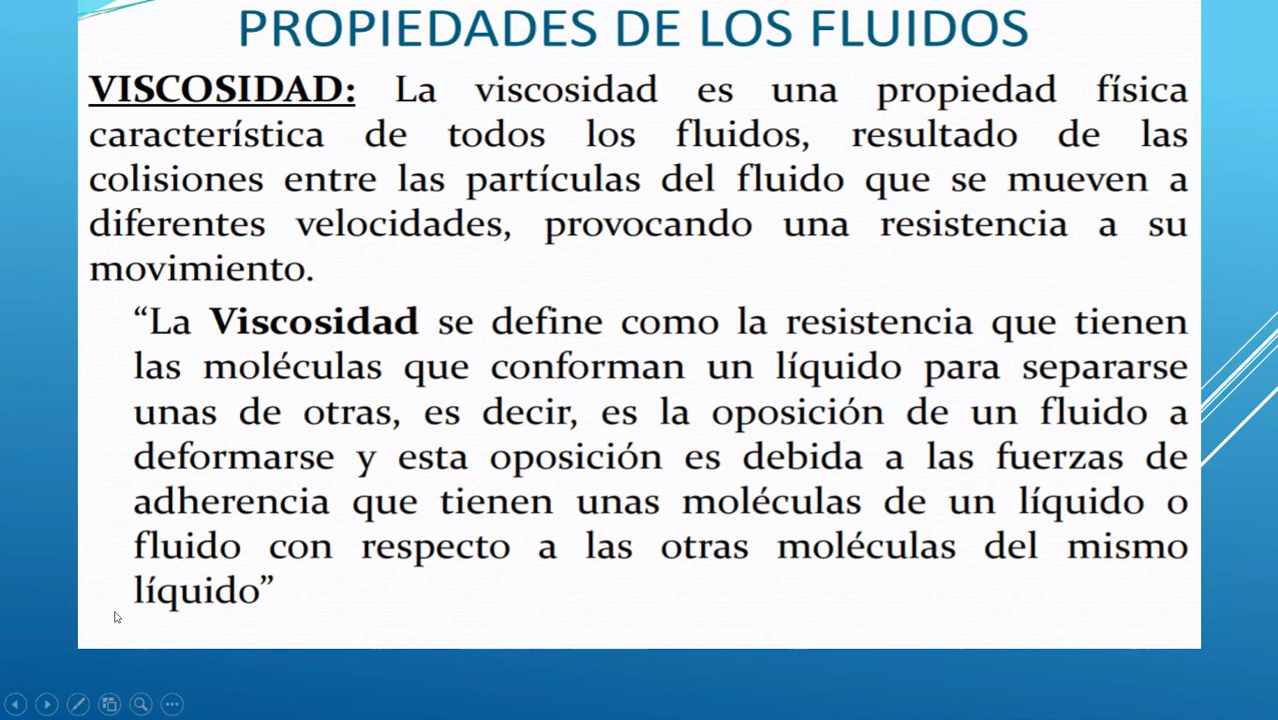 PROPIEDADES DE LOS FLUIDOS
VISCOSIDAD: La viscosidad es una propiedad física
característica de todos los fluidos, resultado de las
colisiones entre las partículas del fluido que se mueven a
diferentes velocidades, provocando una resistencia a su
movimiento.
“La Viscosidad se define como la resistencia que tienen
las moléculas que conforman un líquido para separarse
unas de otras, es decir, es la oposición de un fluido a
deformarse y esta oposición es debida a las fuerzas de
adherencia que tienen unas moléculas de un líquido o
fluido con respecto a las otras moléculas del mismo
líquido”